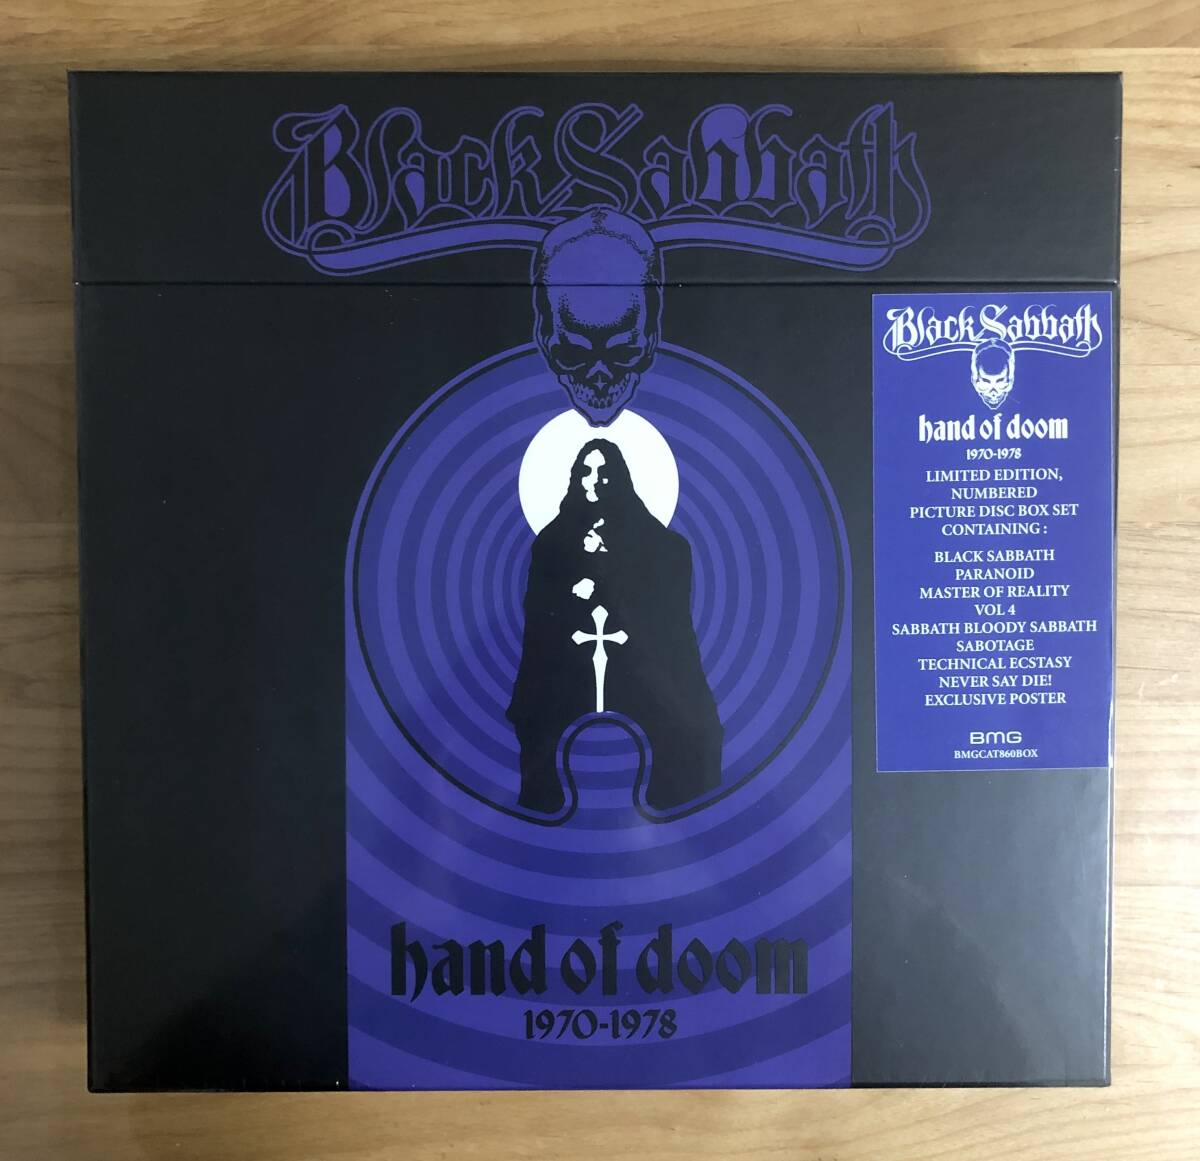 Black Sabbath
hand of doom
1970-1978
Black Sabbath
hand of doom
1970-1978
LIMITED EDITION,
NUMBERED
PICTURE DISC BOX SET
CONTAINING :
BLACK SABBATH
PARANOID
MASTER OF REALITY
VOL 4
SABBATH BLOODY SABBATH
SABOTAGE
TECHNICAL ECSTASY
NEVER SAY DIE!
EXCLUSIVE POSTER
BMG
BMGCAT860BOX